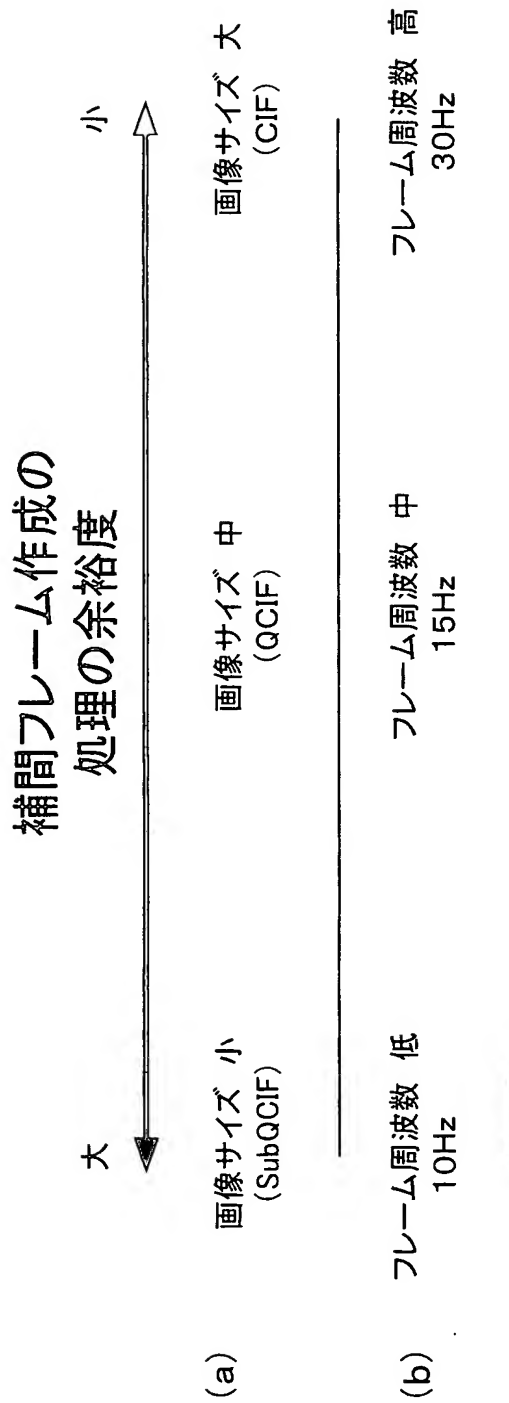 補間フレーム作成の
処理の余裕度
大 小
(a) 画像サイズ 小 画像サイズ 中 画像サイズ 大
(SubQCIF) (QCIF) (CIF)
(b) フレーム周波数 低 フレーム周波数 中 フレーム周波数 高
10Hz 15Hz 30Hz